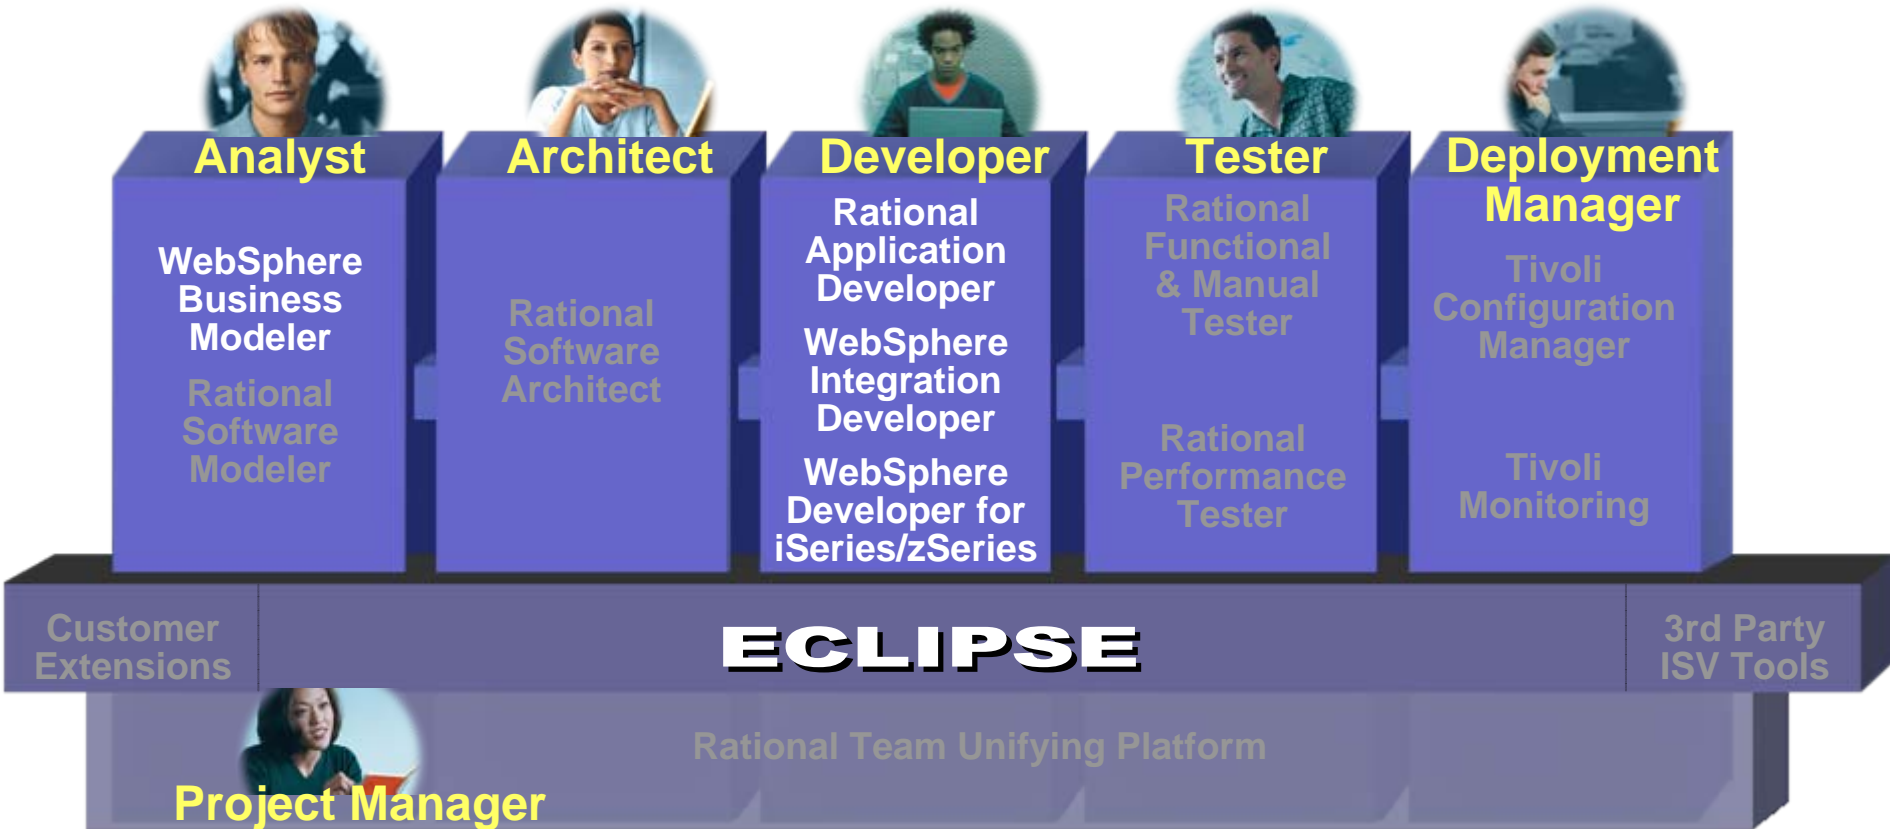 Analyst
WebSphere
Business
Modeler
Rational
Software
Modeler
Architect
Rational
Software
Architect
Developer
Rational
Application
Developer
WebSphere
Integration
Developer
WebSphere
Developer for
iSeries/zSeries
Tester
Rational
Functional
& Manual
Tester
Rational
Performance
Tester
Deployment
Manager
Tivoli
Configuration
Manager
Tivoli
Monitoring
Customer
Extensions
ECLIPSE
3rd Party
ISV Tools
Rational Team Unifying Platform
Project Manager